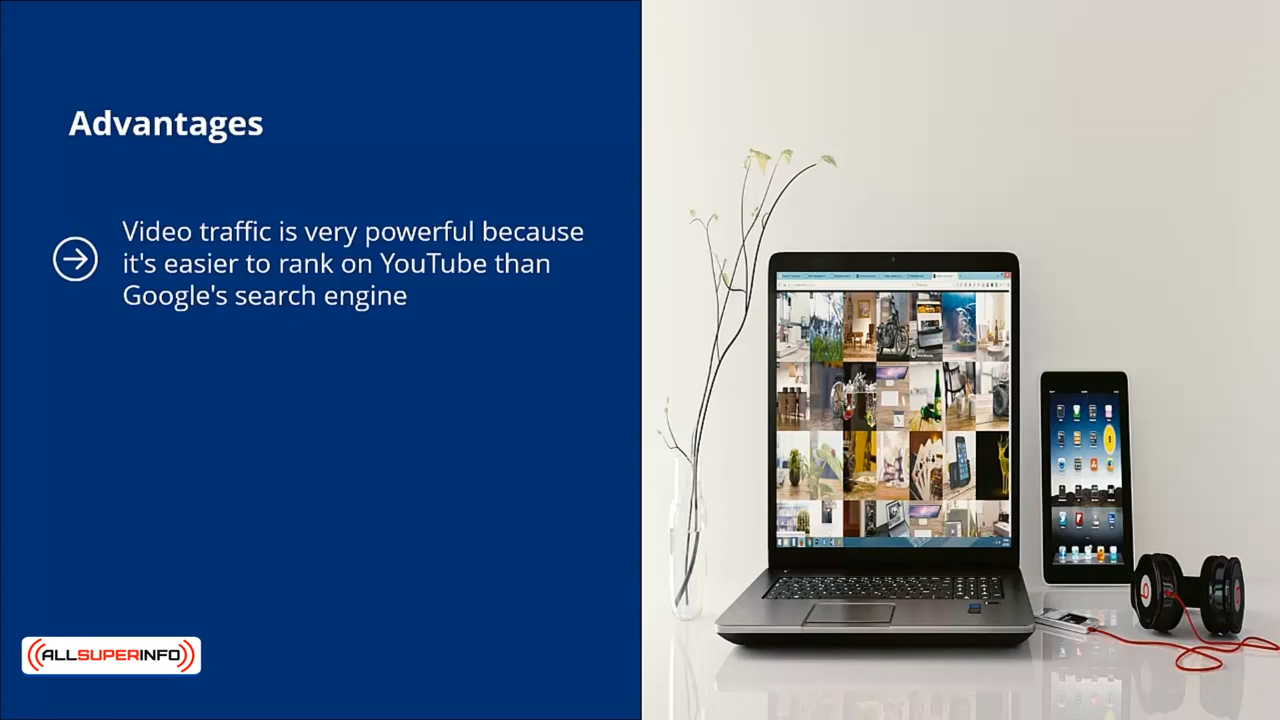 Advantages
Video traffic is very powerful because
it's easier to rank on YouTube than
Google's search engine
ALLSUPERINFO